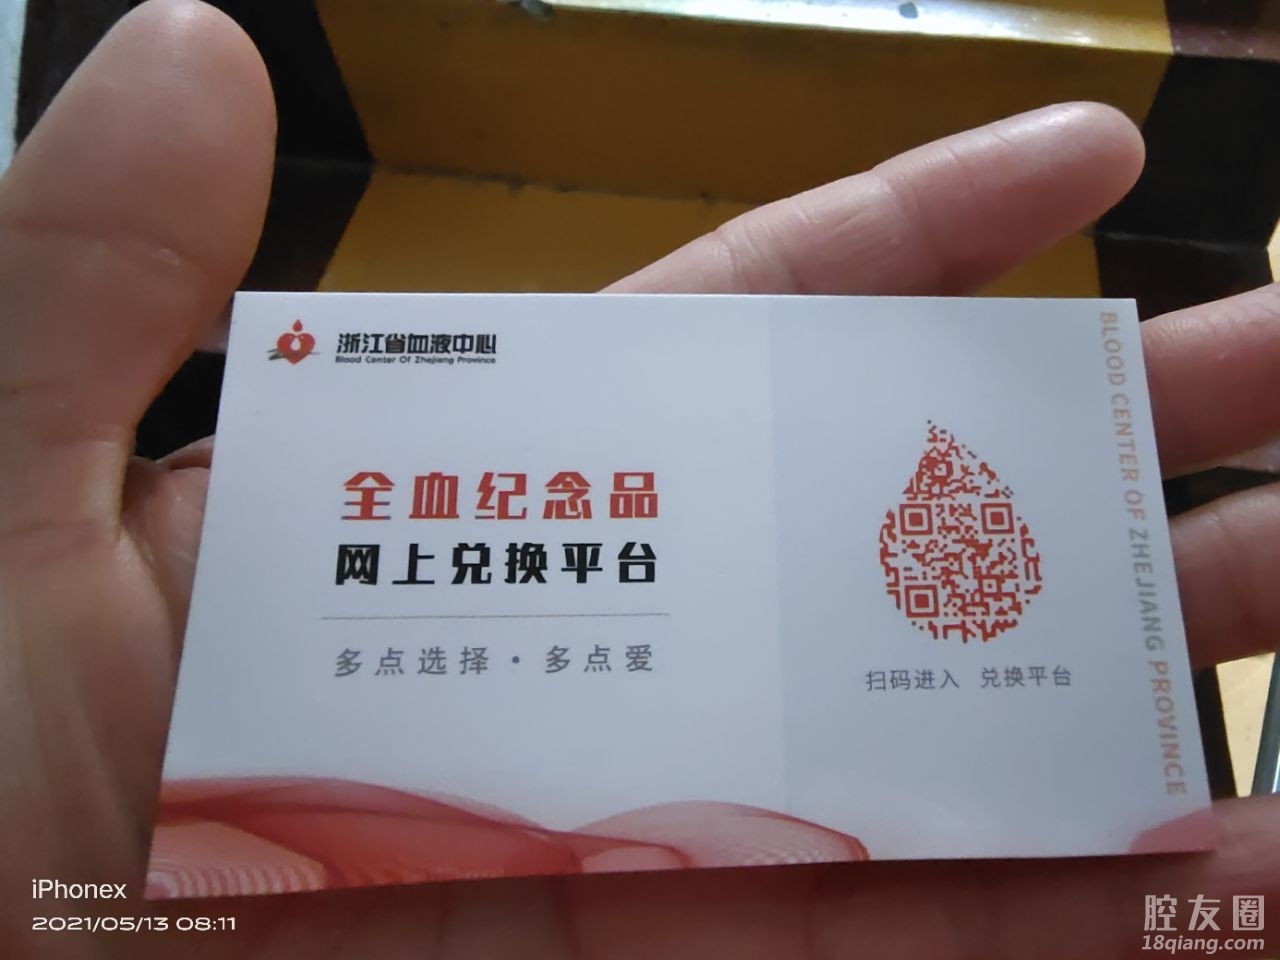 浙江省血液中心
Blood Center Of Zhejiang Province
全血纪念品
网上兑换平台
多点选择·多点爱
扫码进入 兑换平台
BLOOD CENTER OF ZHEJIANG PROVINCE
iPhonex
2021/05/13 08:11
腔友圈
18qiang.com